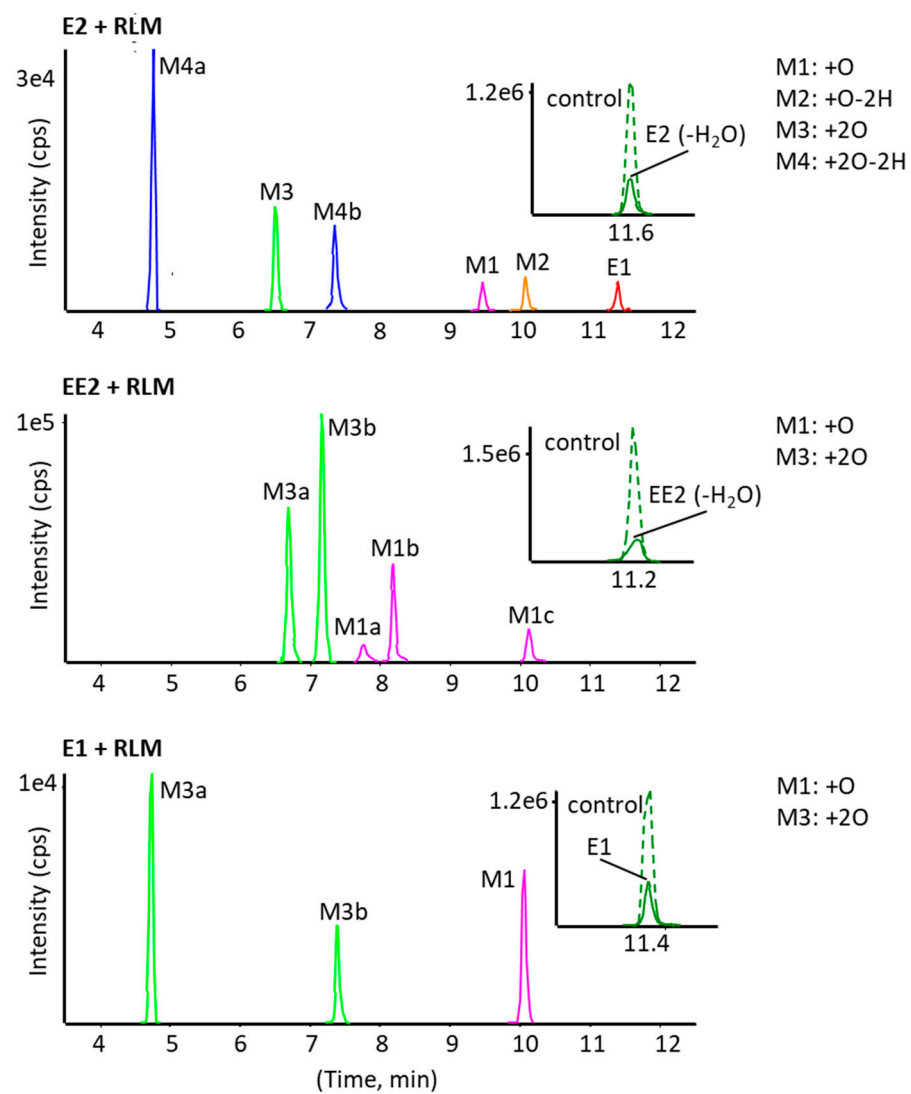 E2 + RLM
3e4
M4a
M3
M4b
M1
M2
E1
1.2e6
control
E2 (-H₂O)
11.6
M1: +O
M2: +O-2H
M3: +2O
M4: +2O-2H
Intensity (cps)
4 5 6 7 8 9 10 11 12
EE2 + RLM
1e5
M3b
M3a
M1b
M1a
M1c
1.5e6
control
EE2 (-H₂O)
11.2
M1: +O
M3: +2O
Intensity (cps)
4 5 6 7 8 9 10 11 12
E1 + RLM
1e4
M3a
M3b
M1
1.2e6
control
E1
11.4
M1: +O
M3: +2O
Intensity (cps)
4 5 6 7 8 9 10 11 12
(Time, min)